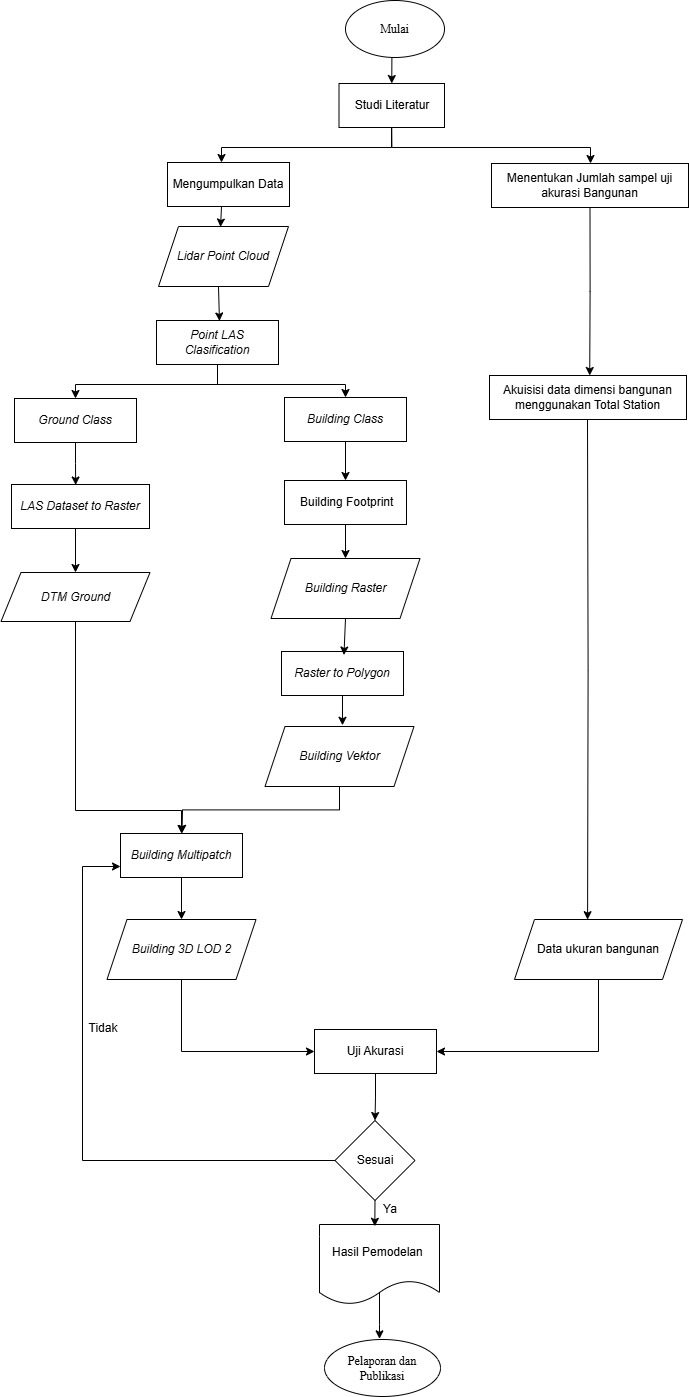 Mulai
Studi Literatur
Mengumpulkan Data
Menentukan Jumlah sampel uji
akurasi Bangunan
Lidar Point Cloud
Point LAS
Clasification
Ground Class
Building Class
Akuisisi data dimensi bangunan
menggunakan Total Station
LAS Dataset to Raster
Building Footprint
DTM Ground
Building Raster
Raster to Polygon
Building Vektor
Building Multipatch
Building 3D LOD 2
Data ukuran bangunan
Tidak
Uji Akurasi
Sesuai
Ya
Hasil Pemodelan
Pelaporan dan
Publikasi